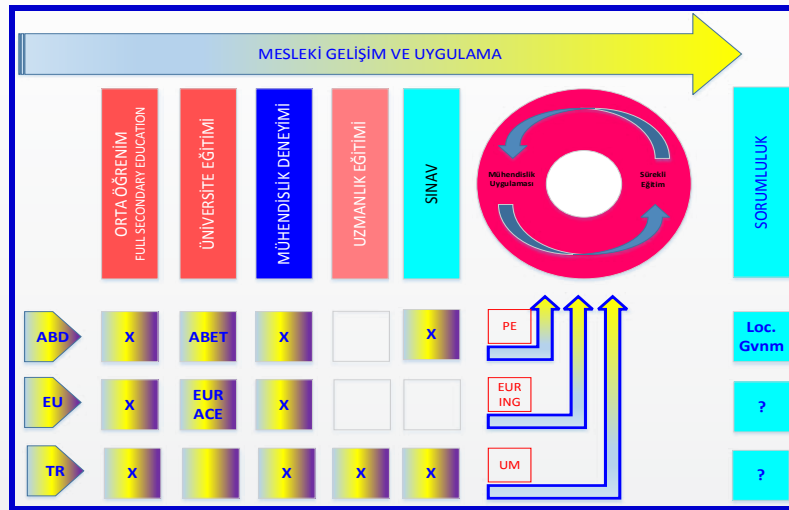 MESLEKİ GELİŞİM VE UYGULAMA
ORTA ÖĞRENİM
FULL SECONDARY EDUCATION
ÜNİVERSİTE EĞİTİMİ
MÜHENDİSLİK DENEYİMİ
UZMANLIK EĞİTİMİ
SINAV
Mühendislik
Uygulaması
Sürekli
Eğitim
SORUMLULUK
ABD
X
ABET
X
X
PE
Loc.
Gvnm
EU
X
EUR
ACE
X
EUR
ING
?
TR
X
X
X
X
UM
?